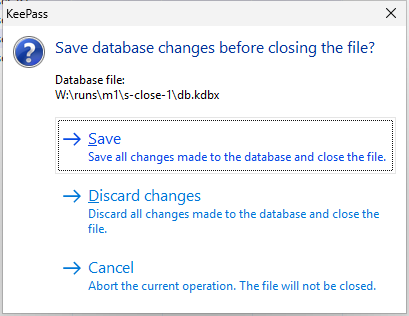 KeePass
Save database changes before closing the file?
Database file:
W:\runs\m1\s-close-1\db.kdbx
Save
Save all changes made to the database and close the file.
Discard changes
Discard all changes made to the database and close the
file.
Cancel
Abort the current operation. The file will not be closed.